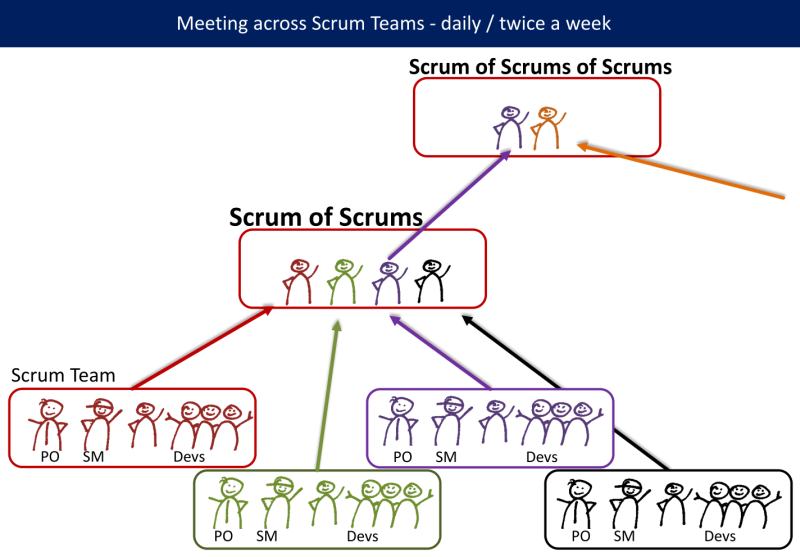 Meeting across Scrum Teams - daily / twice a week
Scrum of Scrums of Scrums
Scrum of Scrums
Scrum Team
PO SM Devs
PO SM Devs
PO SM Devs
PO SM Devs